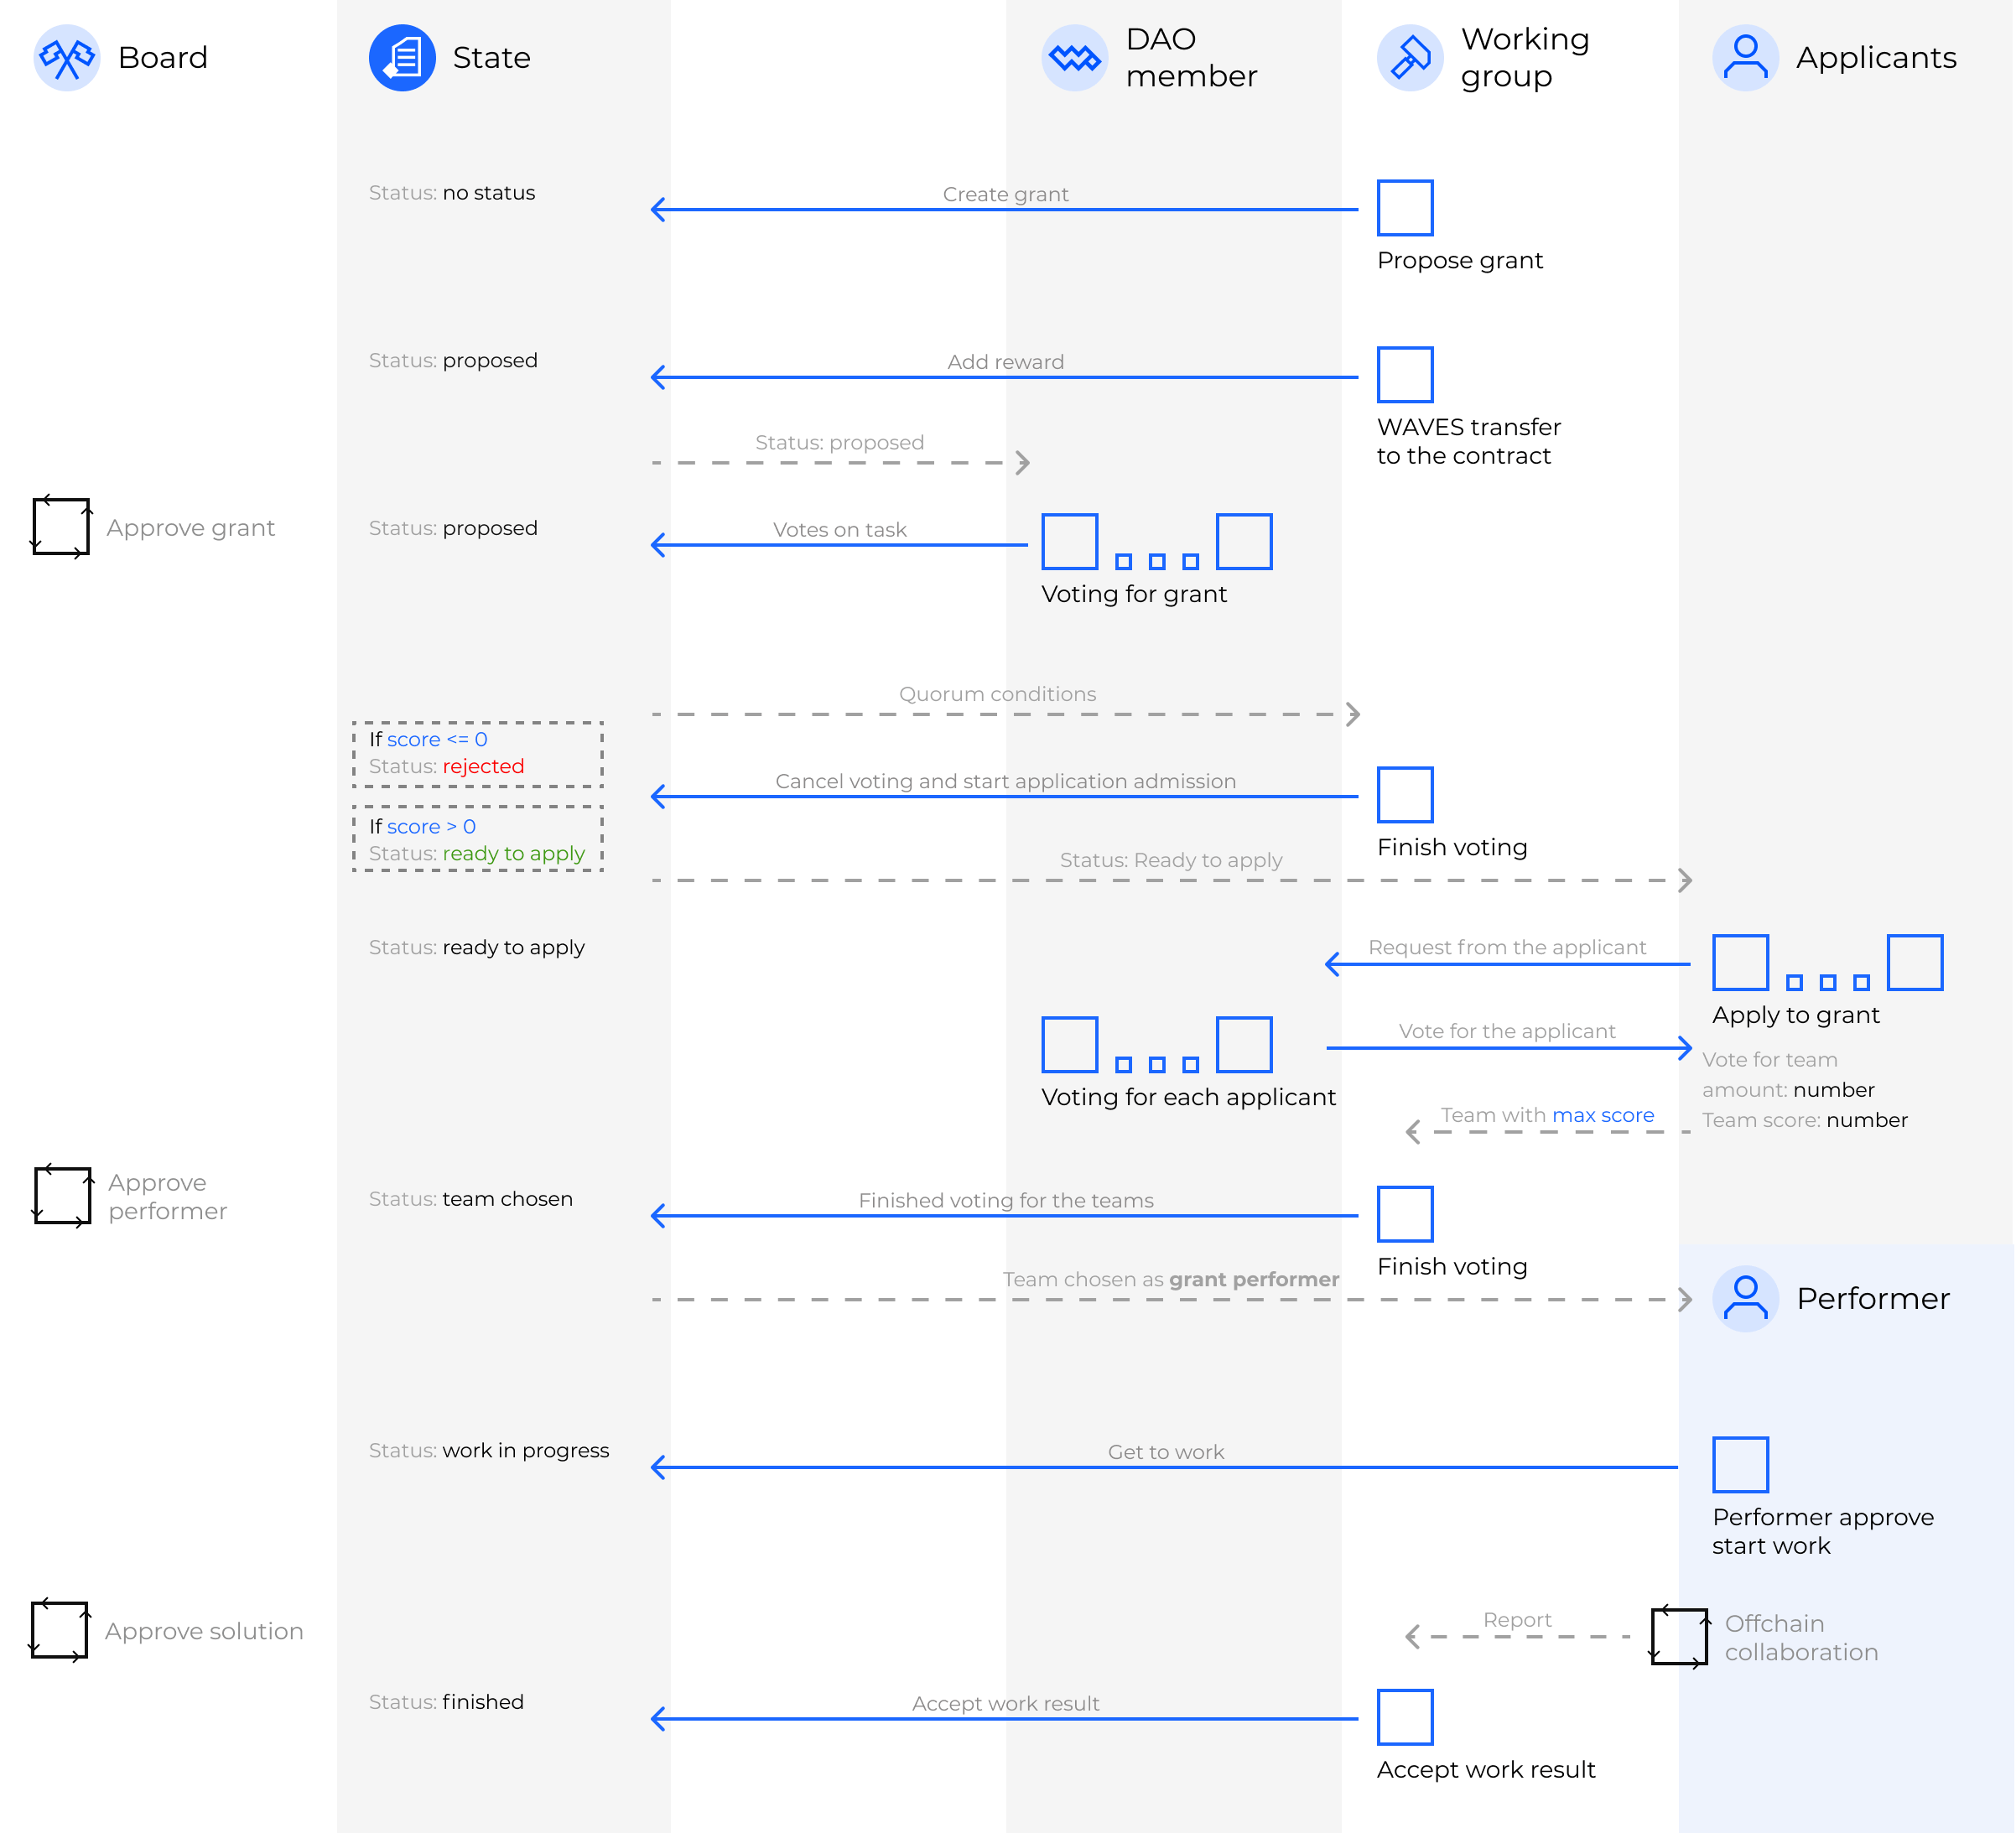 Board
State
DAO
member
Working
group
Applicants
Status: no status
Create grant
Propose grant
Status: proposed
Add reward
WAVES transfer
to the contract
Status: proposed
Approve grant
Status: proposed
Votes on task
Voting for grant
Quorum conditions
If score <= 0
Status: rejected
Cancel voting and start application admission
If score > 0
Status: ready to apply
Finish voting
Status: Ready to apply
Status: ready to apply
Request from the applicant
Apply to grant
Vote for the applicant
Voting for each applicant
Vote for team
amount: number
Team score: number
Team with max score
Approve
performer
Status: team chosen
Finished voting for the teams
Finish voting
Team chosen as grant performer
Performer
Status: work in progress
Get to work
Performer approve
start work
Approve solution
Report
Offchain
collaboration
Status: finished
Accept work result
Accept work result